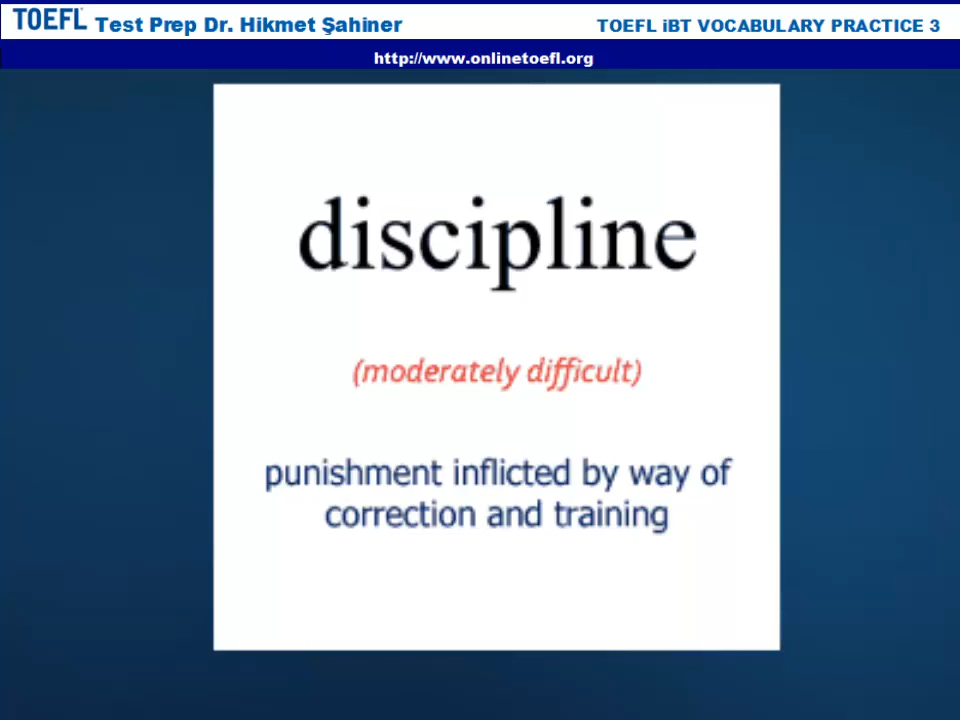 TOEFL Test Prep Dr. Hikmet Şahiner
TOEFL iBT VOCABULARY PRACTICE 3
http://www.onlinetoefl.org
discipline
(moderately difficult)
punishment inflicted by way of
correction and training